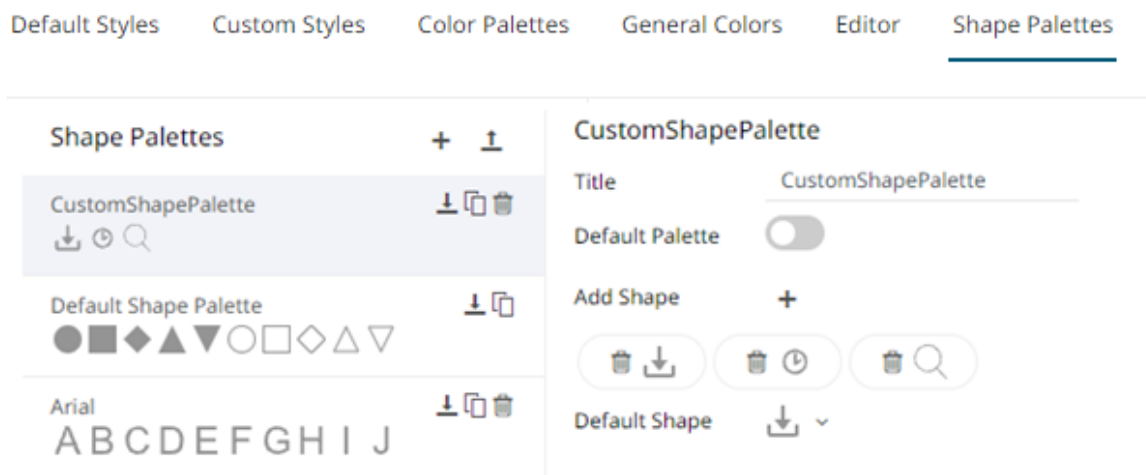 Default Styles Custom Styles Color Palettes General Colors Editor Shape Palettes
Shape Palettes
CustomShapePalette
Default Shape Palette
Arial
A B C D E F G H I J
CustomShapePalette
Title CustomShapePalette
Default Palette
Add Shape
Default Shape